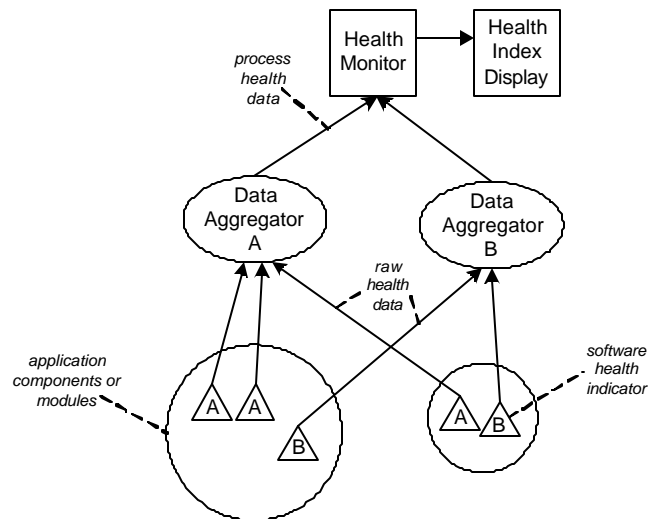 Health
Monitor
Health
Index
Display
process
health
data
Data
Aggregator
A
Data
Aggregator
B
raw
health
data
application
components or
modules
software
health
indicator
A
A
B
A
B